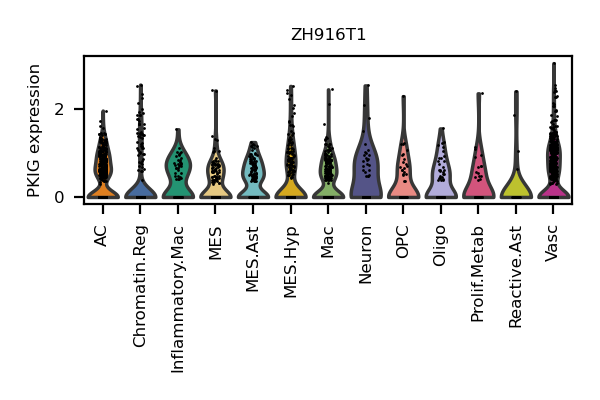 ZH916T1
PKIG expression
2
0
AC
Chromatin.Reg
Inflammatory.Mac
MES
MES.Ast
MES.Hyp
Mac
Neuron
OPC
Oligo
Prolif.Metab
Reactive.Ast
Vasc